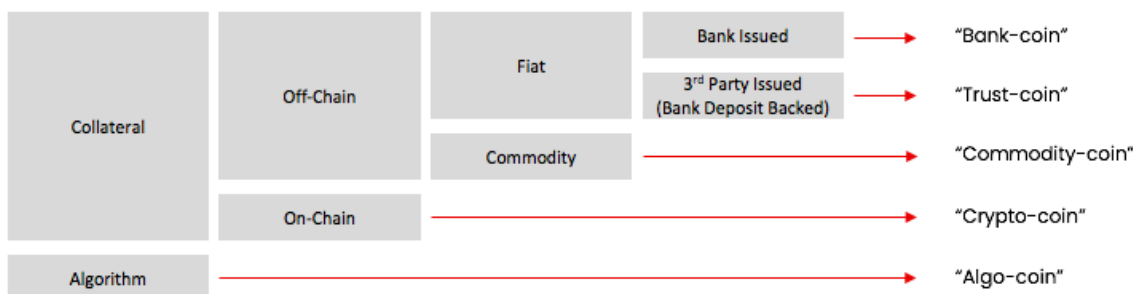 Bank Issued
“Bank-coin”
Fiat
3rd Party Issued
(Bank Deposit Backed)
“Trust-coin”
Off-Chain
Collateral
Commodity
“Commodity-coin”
On-Chain
“Crypto-coin”
Algorithm
“Algo-coin”